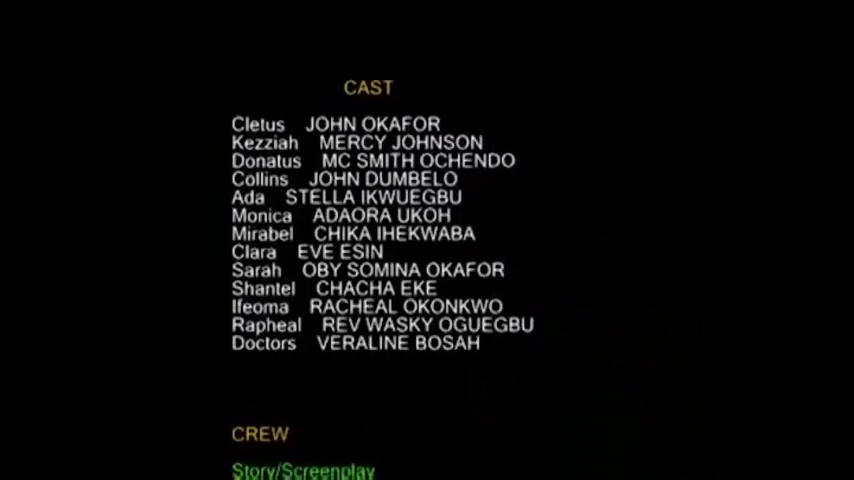 CAST
Cletus JOHN OKAFOR
Kezziah MERCY JOHNSON
Donatus MC SMITH OCHENDO
Collins JOHN DUMBELO
Ada STELLA IKWUEGBU
Monica ADAORA UKOH
Mirabel CHIKA IHEKWABA
Clara EVE ESIN
Sarah OBY SOMINA OKAFOR
Shantel CHACHA EKE
Ifeoma RACHEAL OKONKWO
Rapheal REV WASKY OGUEGBU
Doctors VERALINE BOSAH
CREW
Story/Screenplay